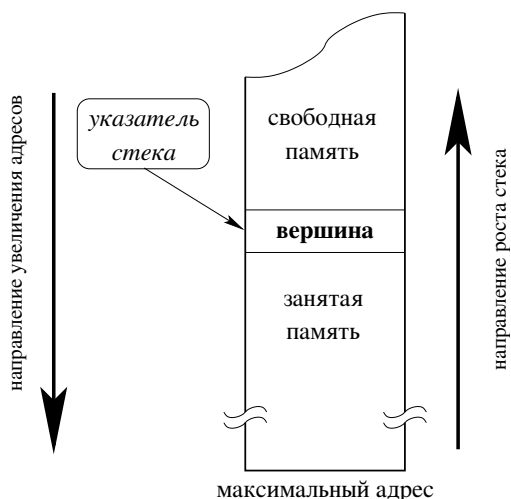 направление увеличения адресов
указатель
стека
свободная
память
вершина
занятая
память
направление роста стека
максимальный адрес